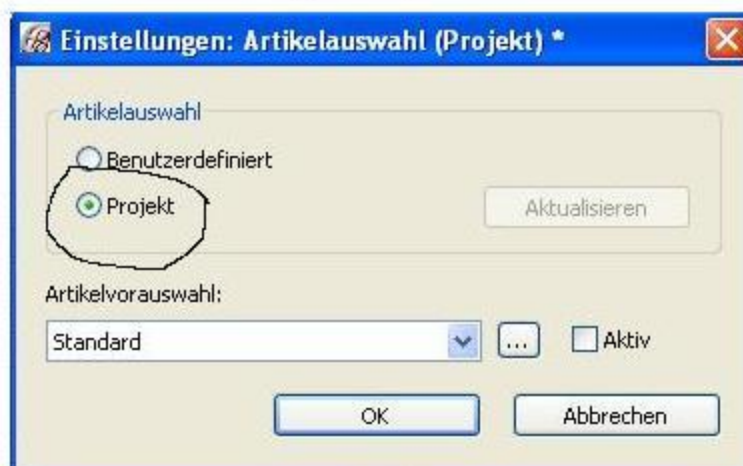 Einstellungen: Artikelauswahl (Projekt) *
Artikelauswahl
Benutzerdefiniert
Projekt
Aktualisieren
Artikelvorauswahl:
Standard
...
Aktiv
OK
Abbrechen